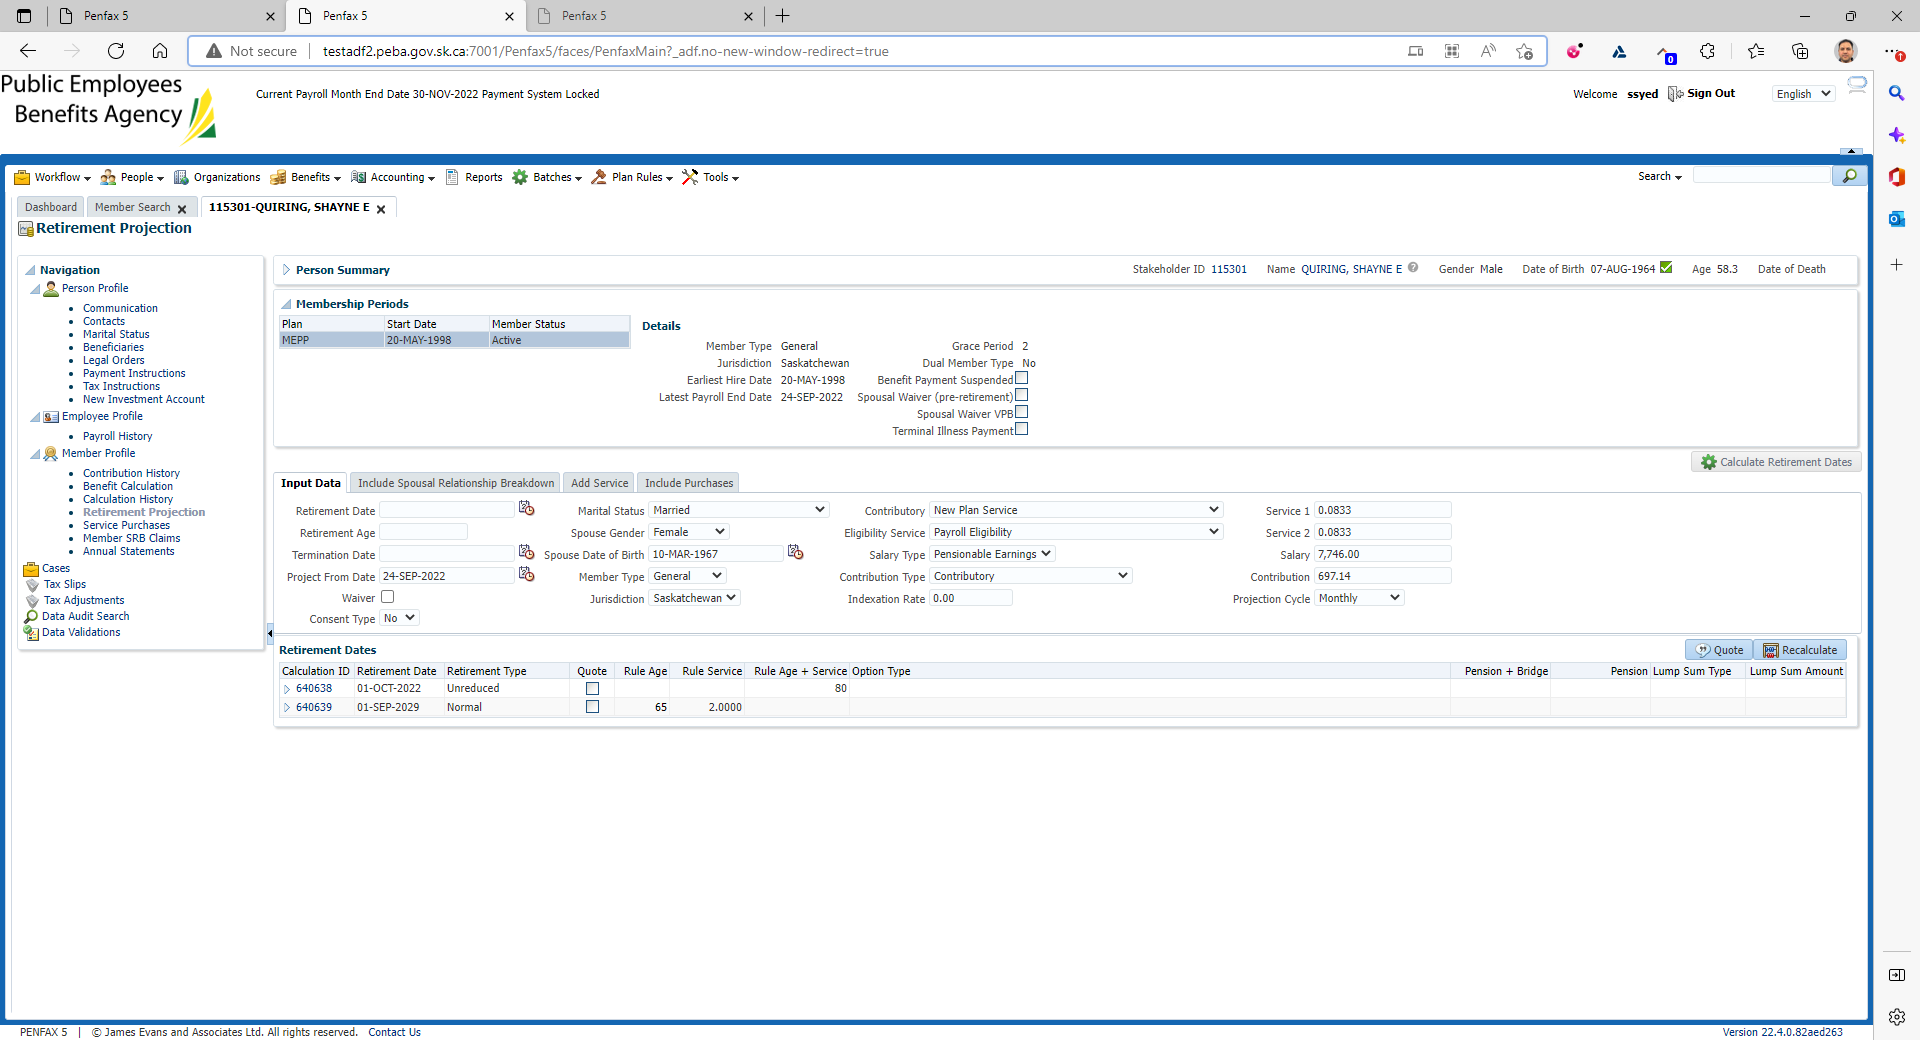 Penfax 5
Penfax 5
Penfax 5
Not secure
testadf2.peba.gov.sk.ca:7001/Penfax5/faces/PenfaxMain?_adf.no-new-window-redirect=true
Public Employees
Benefits Agency
Current Payroll Month End Date 30-NOV-2022 Payment System Locked
Welcome ssyed Sign Out English
Workflow People Organizations Benefits Accounting Reports Batches Plan Rules Tools Search
Dashboard Member Search 115301-QUIRING, SHAYNE E
Retirement Projection
Navigation
Person Profile
Communication
Contacts
Marital Status
Beneficiaries
Legal Orders
Payment Instructions
Tax Instructions
New Investment Account
Employee Profile
Payroll History
Member Profile
Contribution History
Benefit Calculation
Calculation History
Retirement Projection
Service Purchases
Member SRB Claims
Annual Statements
Cases
Tax Slips
Tax Adjustments
Data Audit Search
Data Validations
Person Summary Stakeholder ID 115301 Name QUIRING, SHAYNE E Gender Male Date of Birth 07-AUG-1964 Age 58.3 Date of Death
Membership Periods
Plan Start Date Member Status
MEPP 20-MAY-1998 Active
Details
Member Type General Grace Period 2
Jurisdiction Saskatchewan Dual Member Type No
Earliest Hire Date 20-MAY-1998 Benefit Payment Suspended
Latest Payroll End Date 24-SEP-2022 Spousal Waiver (pre-retirement)
Spousal Waiver VPB
Terminal Illness Payment
Calculate Retirement Dates
Input Data Include Spousal Relationship Breakdown Add Service Include Purchases
Retirement Date Marital Status Married Contributory New Plan Service Service 1 0.0833
Retirement Age Spouse Gender Female Eligibility Service Payroll Eligibility Service 2 0.0833
Termination Date Spouse Date of Birth 10-MAR-1967 Salary Type Pensionable Earnings Salary 7,746.00
Project From Date 24-SEP-2022 Member Type General Contribution Type Contributory Contribution 697.14
Waiver Jurisdiction Saskatchewan Indexation Rate 0.00 Projection Cycle Monthly
Consent Type No
Retirement Dates Quote Recalculate
Calculation ID Retirement Date Retirement Type Quote Rule Age Rule Service Rule Age + Service Option Type Pension + Bridge Pension Lump Sum Type Lump Sum Amount
640638 01-OCT-2022 Unreduced 80
640639 01-SEP-2029 Normal 65 2.0000
PENFAX 5 | © James Evans and Associates Ltd. All rights reserved. Contact Us Version 22.4.0.82aed263